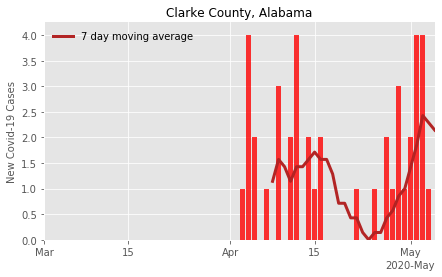 Clarke County, Alabama
7 day moving average
New Covid-19 Cases
4.0
3.5
3.0
2.5
2.0
1.5
1.0
0.5
0.0
Mar 15 Apr 15 May
2020-May